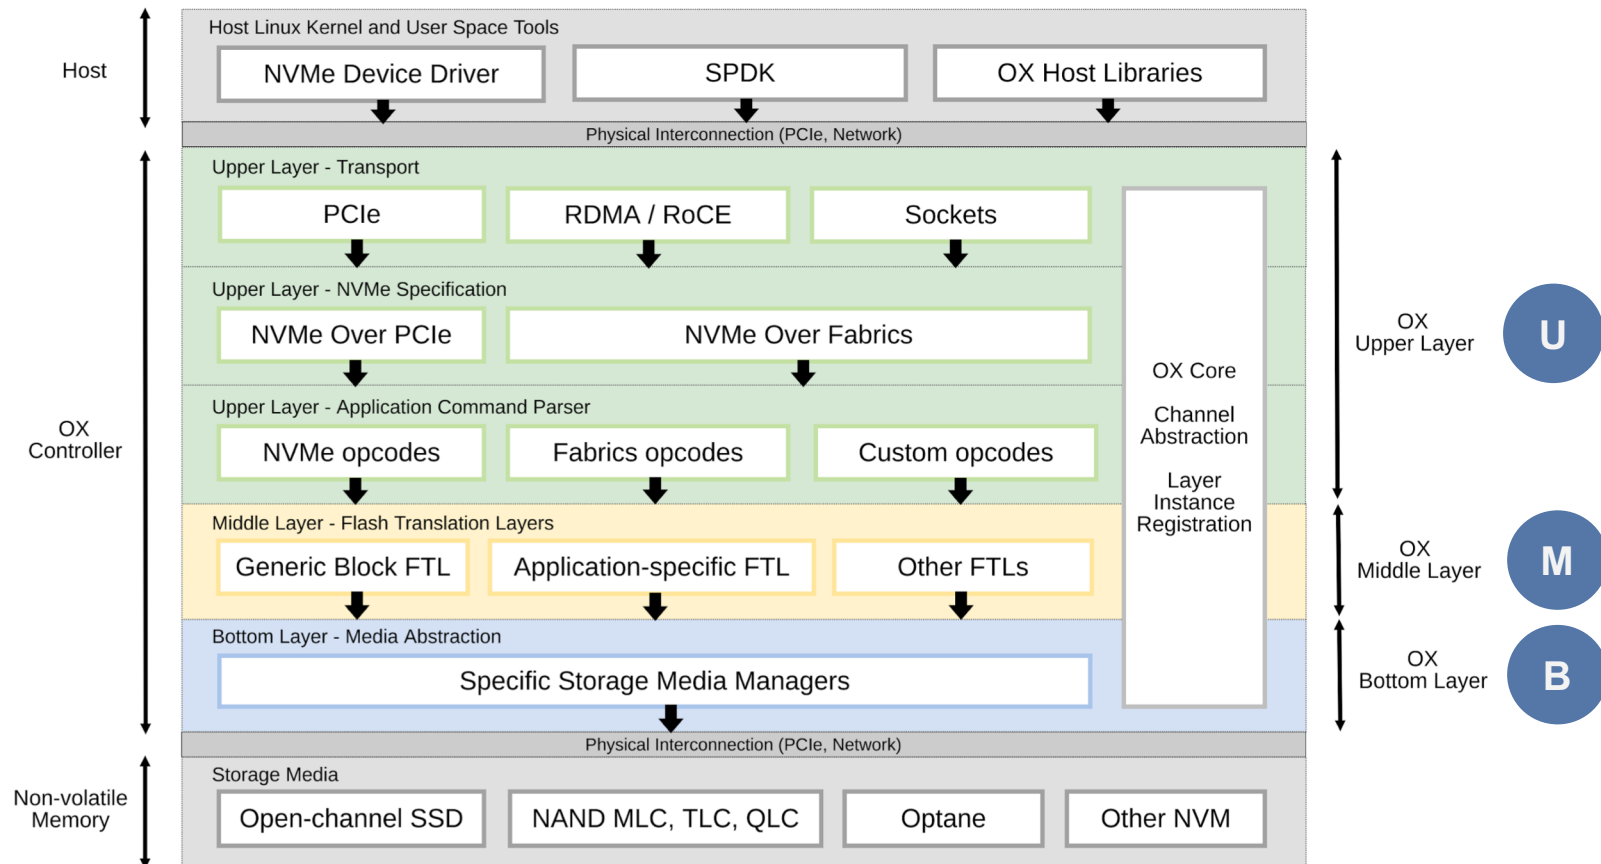 Host Linux Kernel and User Space Tools
Host
NVMe Device Driver
SPDK
OX Host Libraries
Physical Interconnection (PCIe, Network)
Upper Layer - Transport
PCIe
RDMA / RoCE
Sockets
Upper Layer - NVMe Specification
NVMe Over PCIe
NVMe Over Fabrics
Upper Layer - Application Command Parser
NVMe opcodes
Fabrics opcodes
Custom opcodes
OX
Controller
Middle Layer - Flash Translation Layers
Generic Block FTL
Application-specific FTL
Other FTLs
Bottom Layer - Media Abstraction
Specific Storage Media Managers
OX Core
Channel
Abstraction
Layer
Instance
Registration
OX
Upper Layer
U
OX
Middle Layer
M
OX
Bottom Layer
B
Physical Interconnection (PCIe, Network)
Storage Media
Non-volatile
Memory
Open-channel SSD
NAND MLC, TLC, QLC
Optane
Other NVM